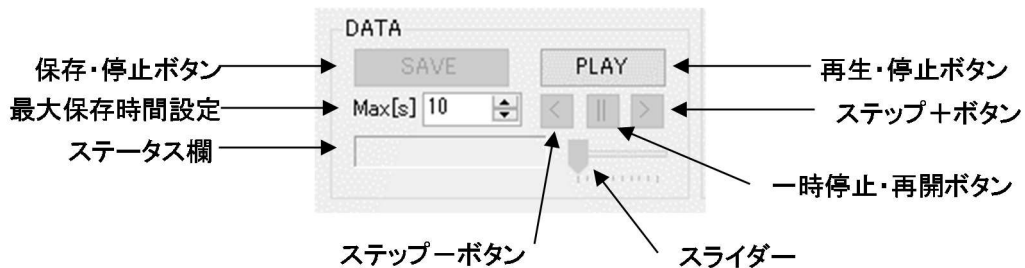 DATA
保存・停止ボタン
SAVE
PLAY
再生・停止ボタン
最大保存時間設定
Max[s] 10
<
||
>
ステップ+ボタン
ステータス欄
一時停止・再開ボタン
ステップ-ボタン
スライダー